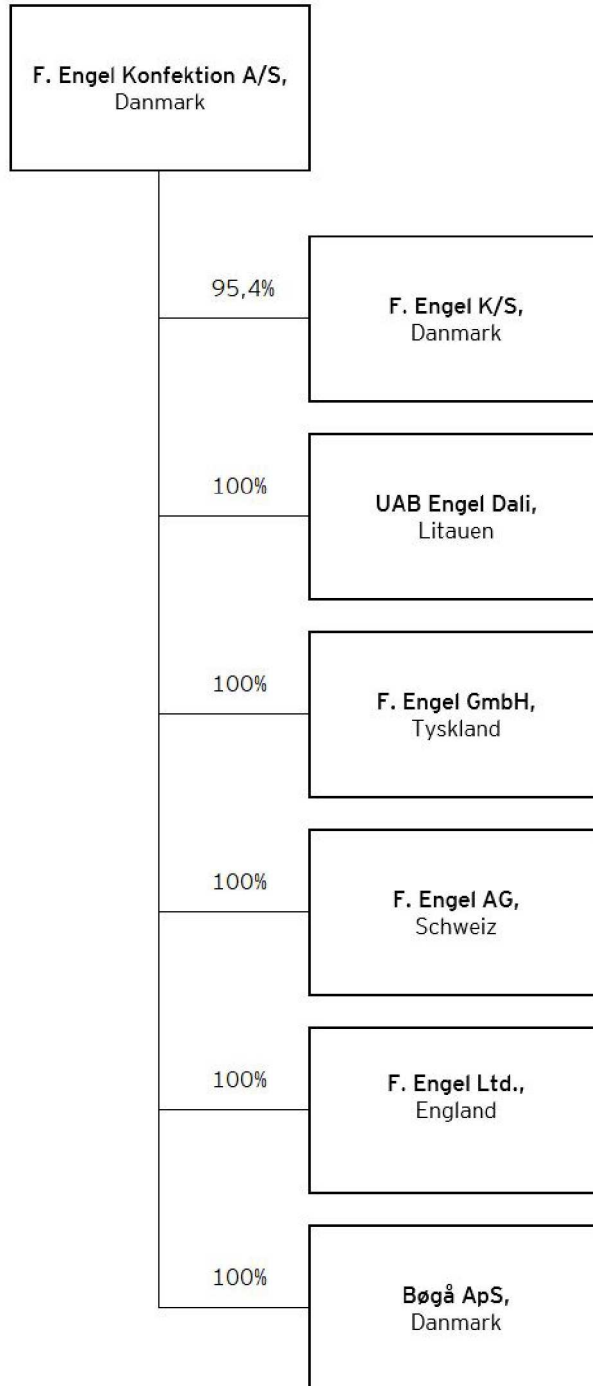 F. Engel Konfektion A/S,
Danmark
95,4%
F. Engel K/S,
Danmark
100%
UAB Engel Dali,
Litauen
100%
F. Engel GmbH,
Tyskland
100%
F. Engel AG,
Schweiz
100%
F. Engel Ltd.,
England
100%
Bøgå ApS,
Danmark